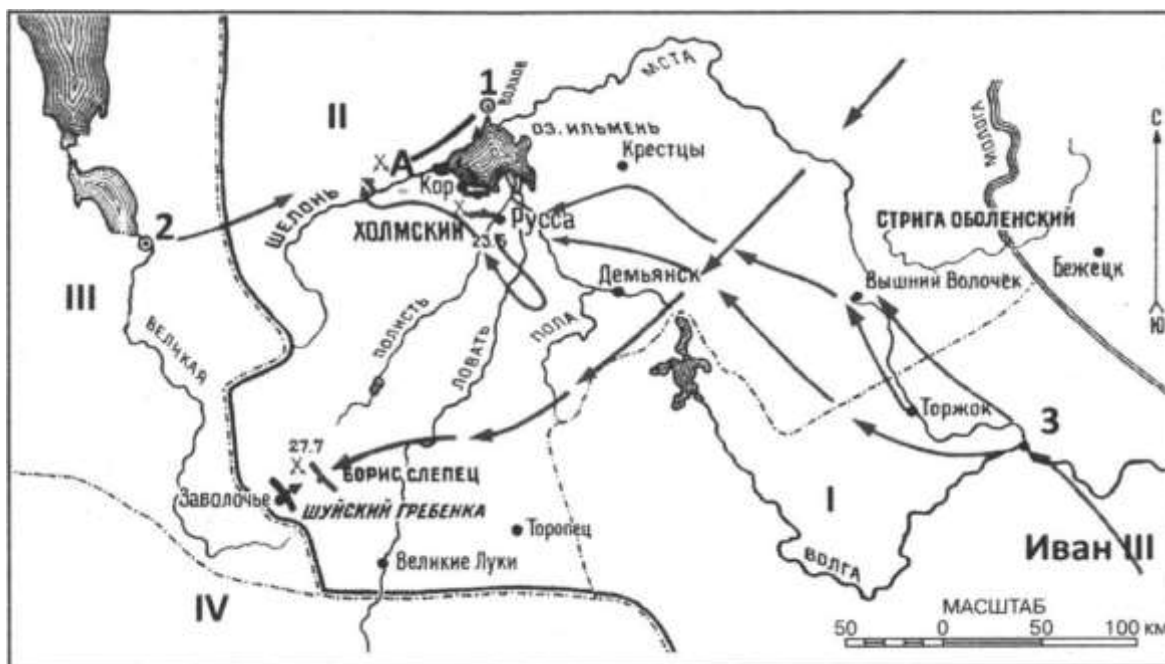 1
ВОЛХОВ
МСТА
II
А
ОЗ. ИЛЬМЕНЬ
Крестцы
МОЛОГА
С
Ю
Кор
2
ШЕЛОНЬ
ХОЛМСКИЙ
Русса
СТРИГА ОБОЛЕНСКИЙ
Бежецк
Демьянск
Вышний Волочёк
III
ВЕЛИКАЯ
ПОЛИСТЬ
ЛОВАТЬ
ПОЛА
Торжок
3
27.7
БОРИС СЛЕПЕЦ
Заволочье
ШУЙСКИЙ ГРЕБЕНКА
I
Торопец
Великие Луки
ВОЛГА
Иван III
IV
МАСШТАБ
50 0 50 100 км